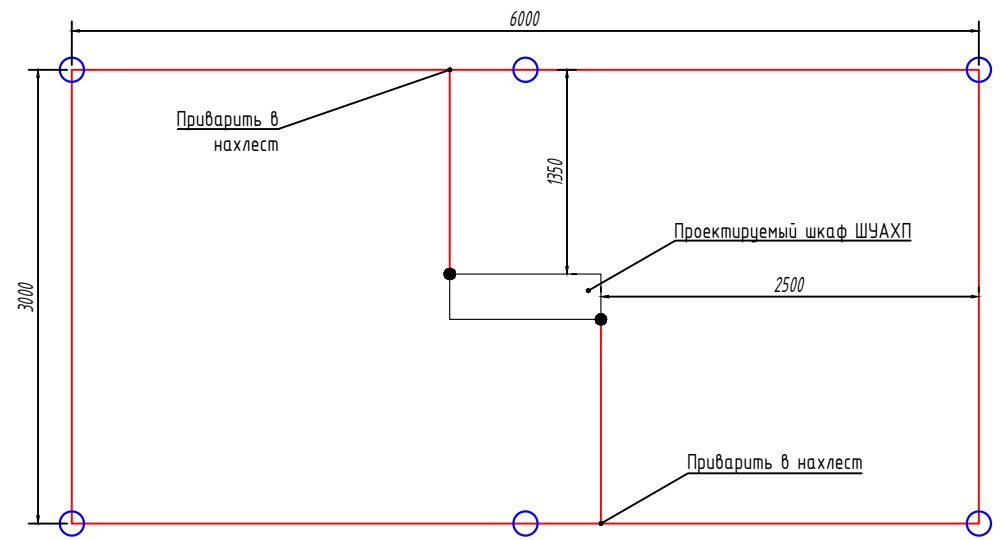 6000
Приварить в
нахлест
1350
Проектируемый шкаф ШУАХП
2500
3000
Приварить в нахлест